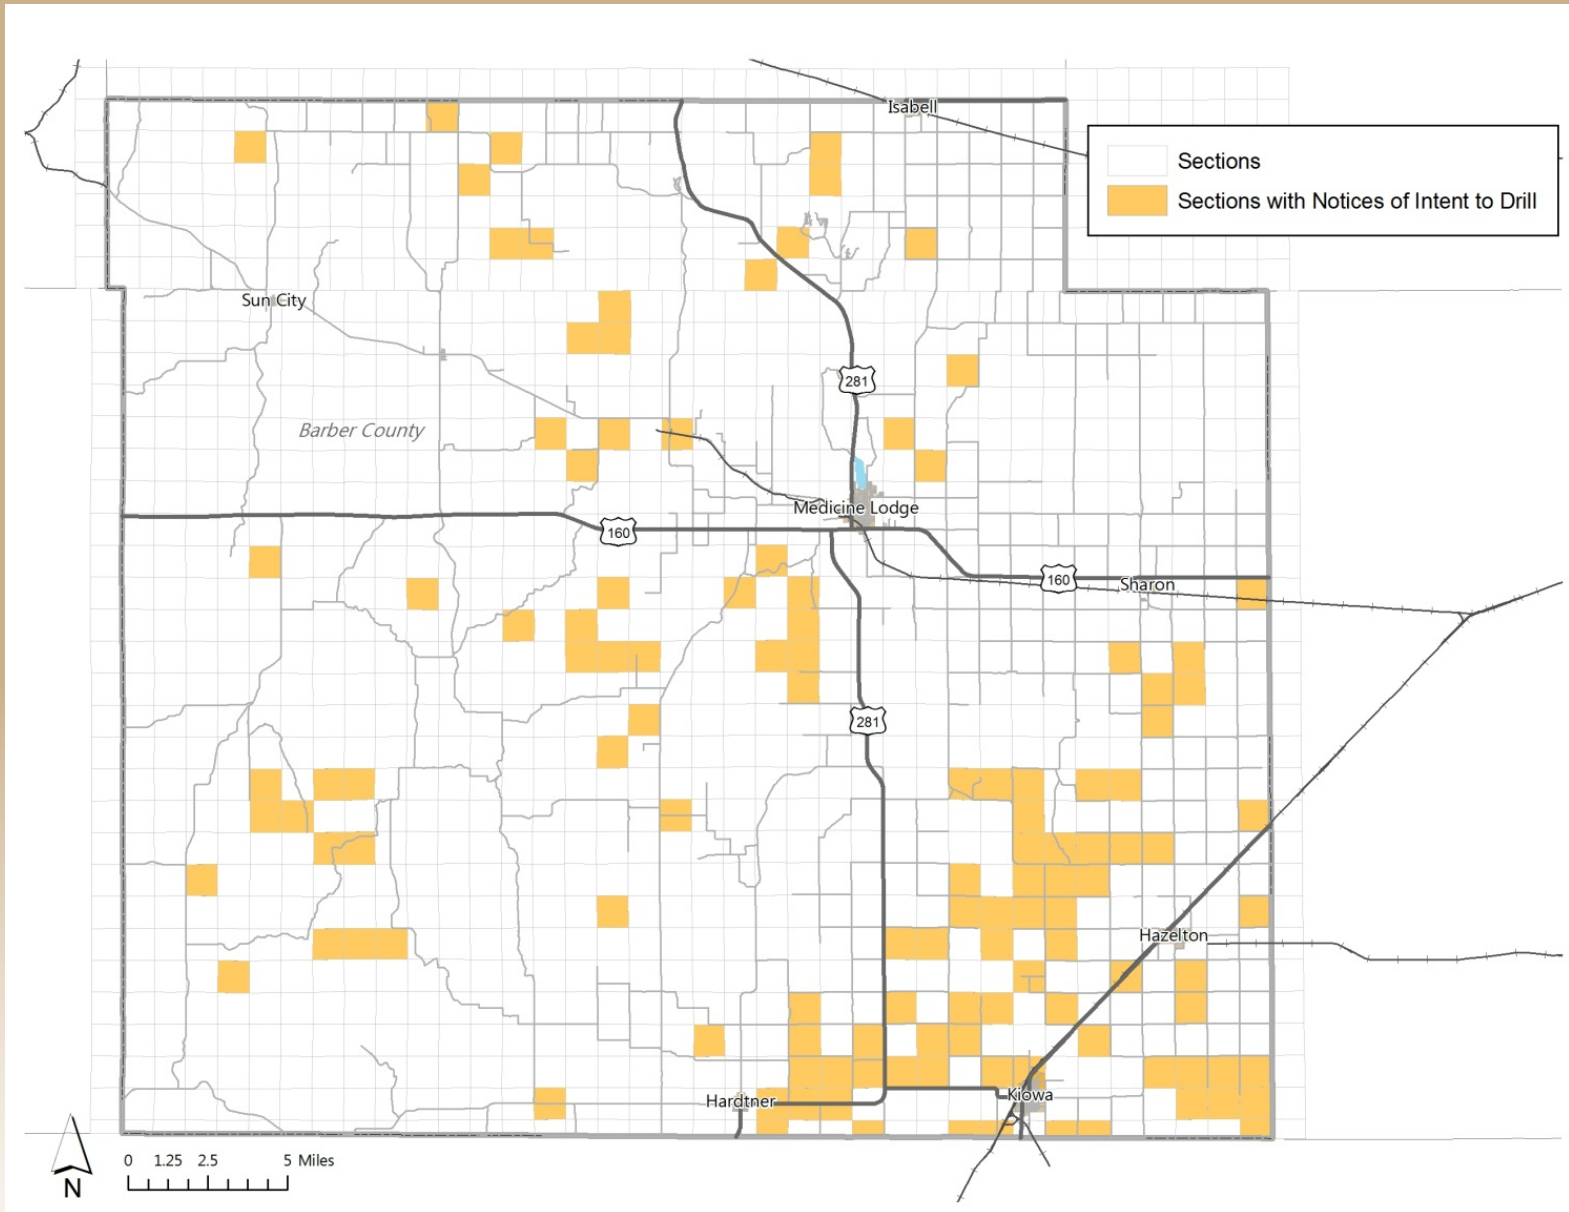 Isabell
Sections
Sections with Notices of Intent to Drill
Sun City
281
Barber County
Medicine Lodge
160
160
Sharon
281
Hazelton
Hardtner
Kiowa
N
0 1.25 2.5 5 Miles